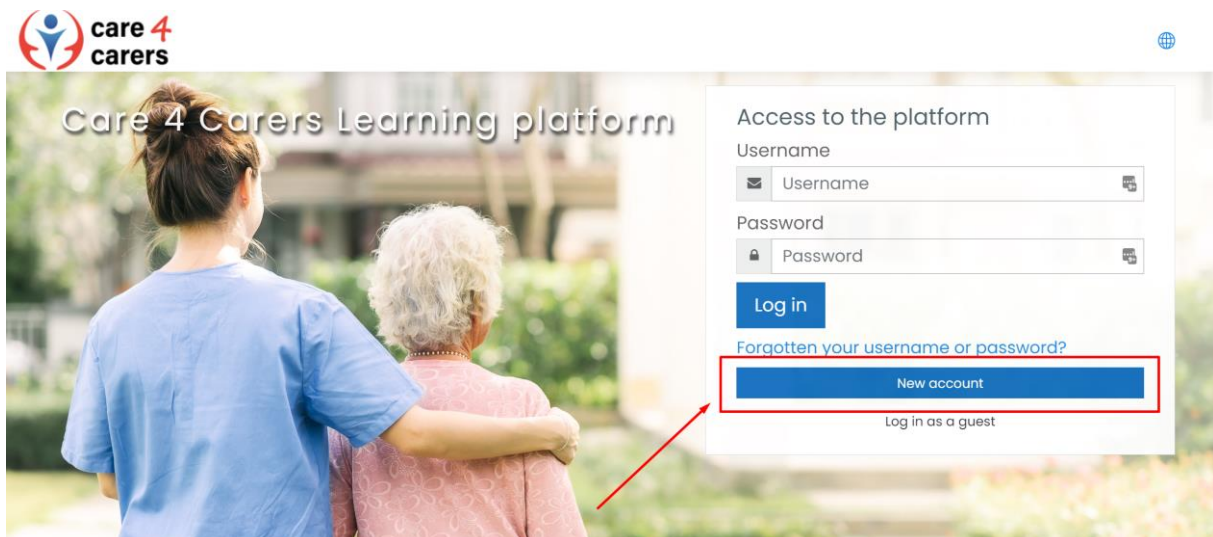 care 4
carers
Care 4 Carers Learning platform
Access to the platform
Username
Username
Password
Password
Log in
Forgotten your username or password?
New account
Log in as a guest